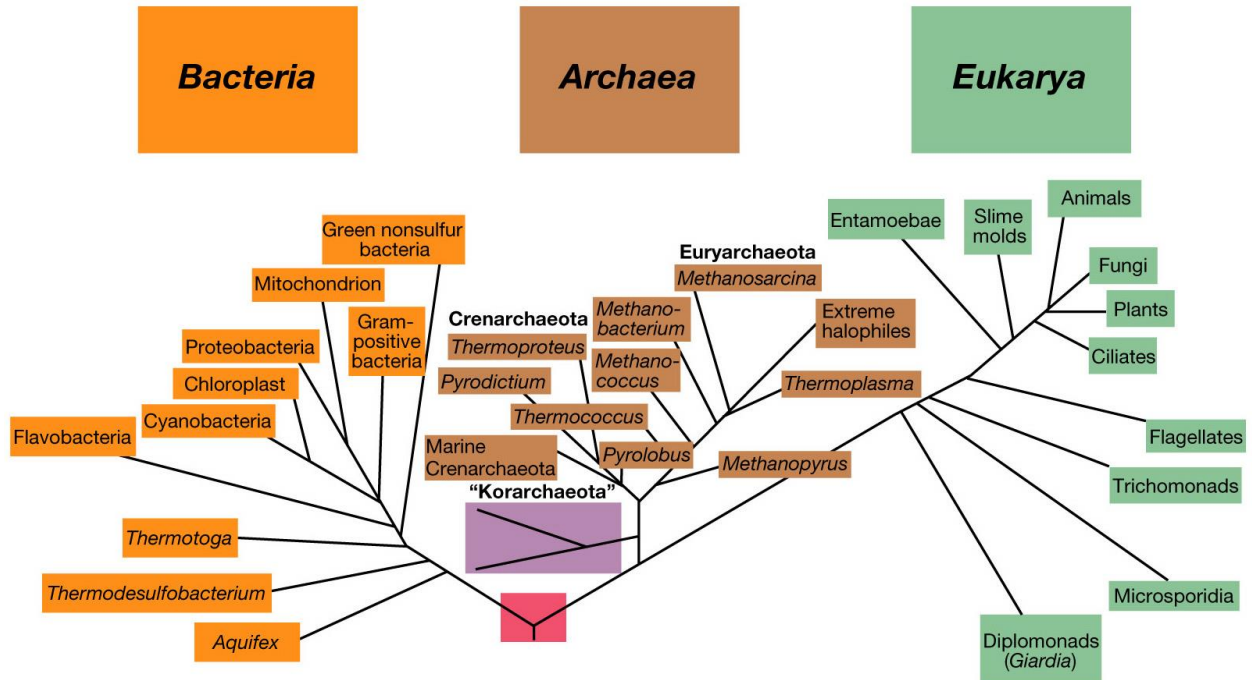 Bacteria
Archaea
Eukarya
Green nonsulfur
bacteria
Mitochondrion
Gram-
positive
bacteria
Proteobacteria
Chloroplast
Cyanobacteria
Flavobacteria
Thermotoga
Thermodesulfobacterium
Aquifex
Crenarchaeota
Thermoproteus
Pyrodictium
Thermococcus
Marine
Crenarchaeota
Pyrolobus
“Korarchaeota”
Euryarchaeota
Methanosarcina
Methano-
bacterium
Methano-
coccus
Extreme
halophiles
Thermoplasma
Methanopyrus
Entamoebae
Slime
molds
Animals
Fungi
Plants
Ciliates
Flagellates
Trichomonads
Microsporidia
Diplomonads
(Giardia)